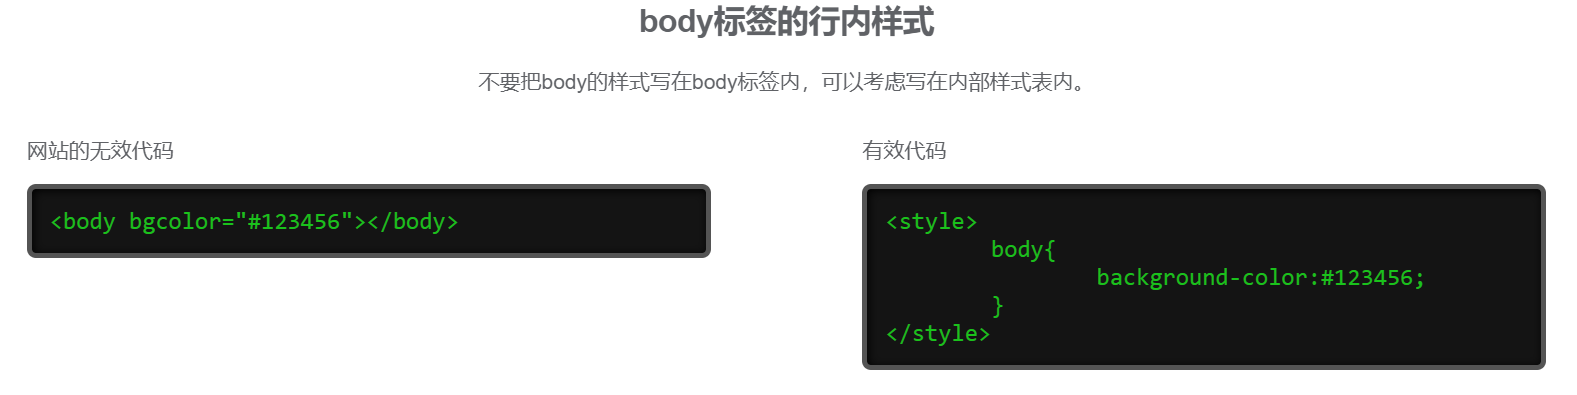 body标签的行内样式
不要把body的样式写在body标签内，可以考虑写在内部样式表内。
网站的无效代码
<body bgcolor="#123456"></body>
有效代码
<style>
body{
background-color:#123456;
}
</style>